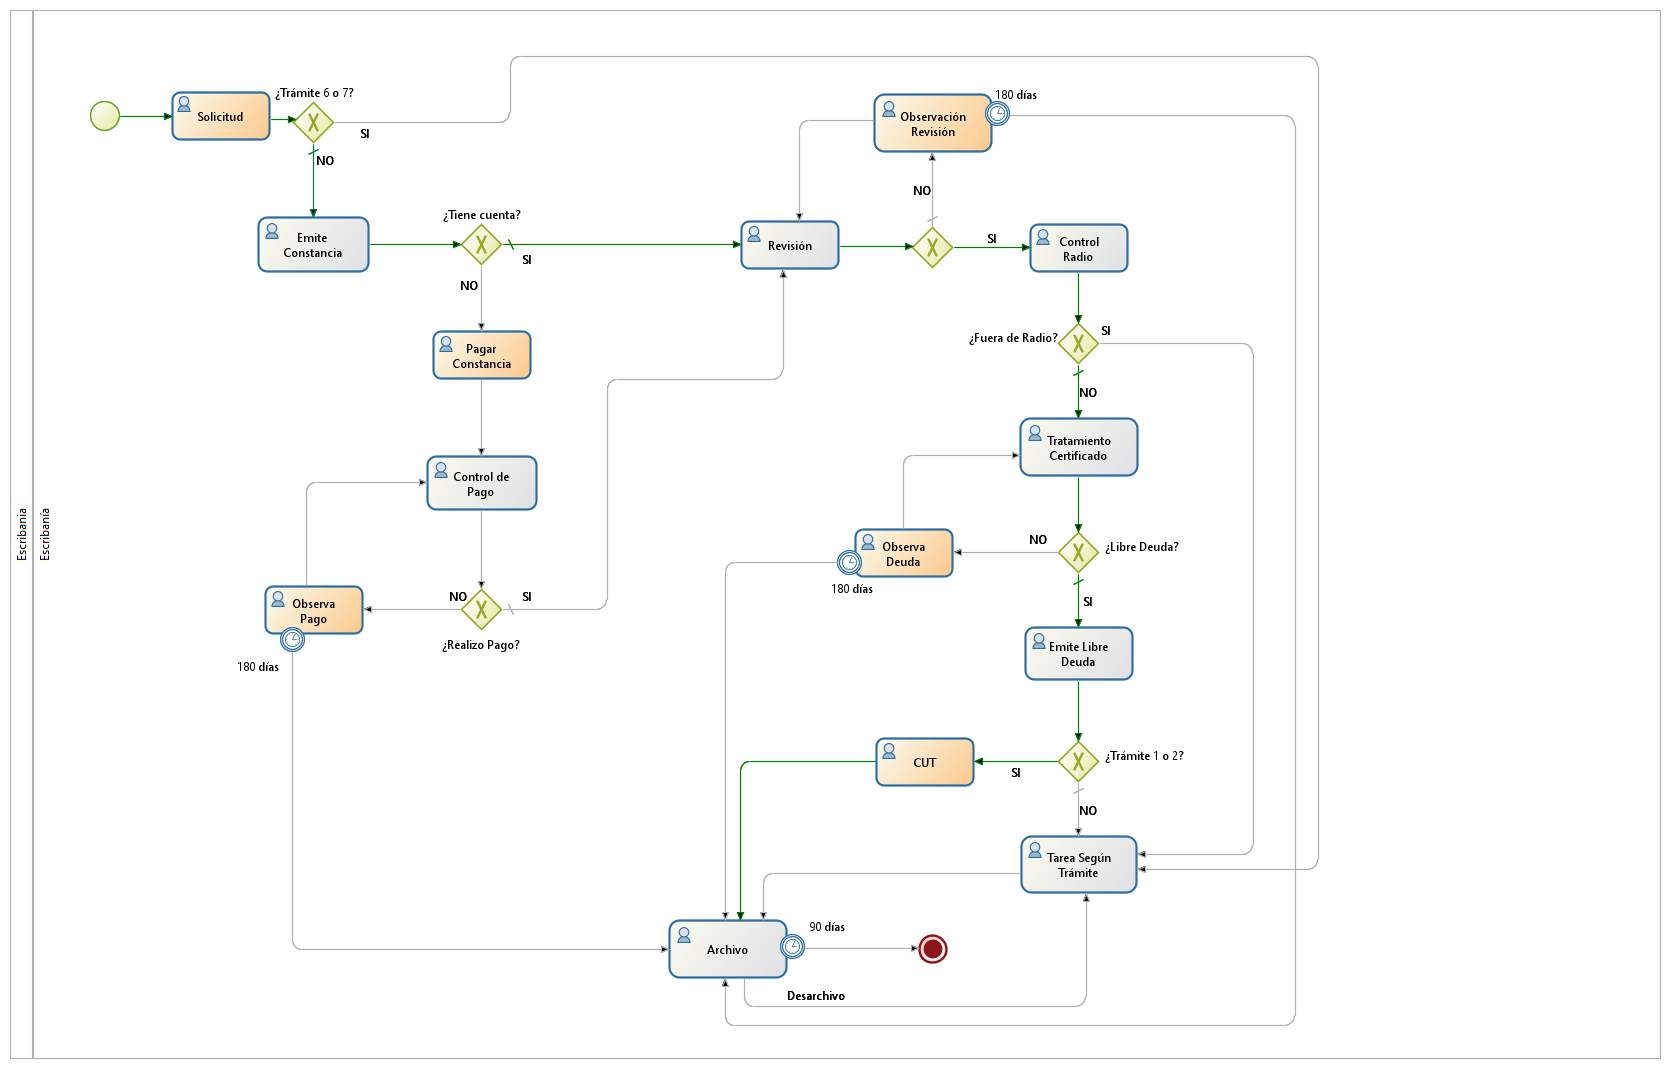 ¿Trámite 6 o 7?
Solicitud
SI
NO
180 días
Observación
Revisión
NO
Emite
Constancia
¿Tiene cuenta?
SI
NO
Revisión
SI
Control
Radio
¿Fuera de Radio?
SI
NO
Pagar
Constancia
Tratamiento
Certificado
Control de
Pago
Escribania
Escribanía
NO
¿Libre Deuda?
SI
Observa
Deuda
180 días
Observa
Pago
180 días
NO
SI
¿Realizo Pago?
Emite Libre
Deuda
¿Trámite 1 o 2?
SI
NO
CUT
Tarea Según
Trámite
Archivo
90 días
Desarchivo